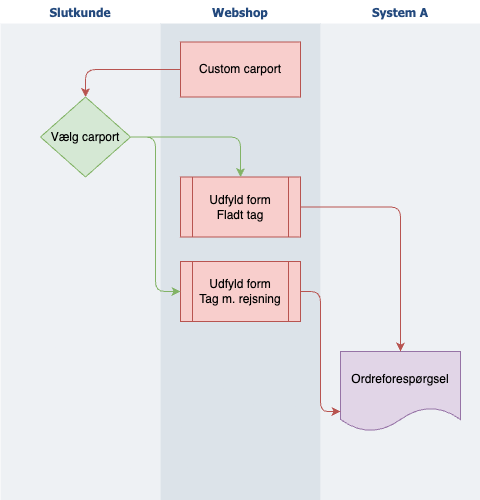 Slutkunde
Webshop
System A
Custom carport
Vælg carport
Udfyld form
Fladt tag
Udfyld form
Tag m. rejsning
Ordreforespørgsel